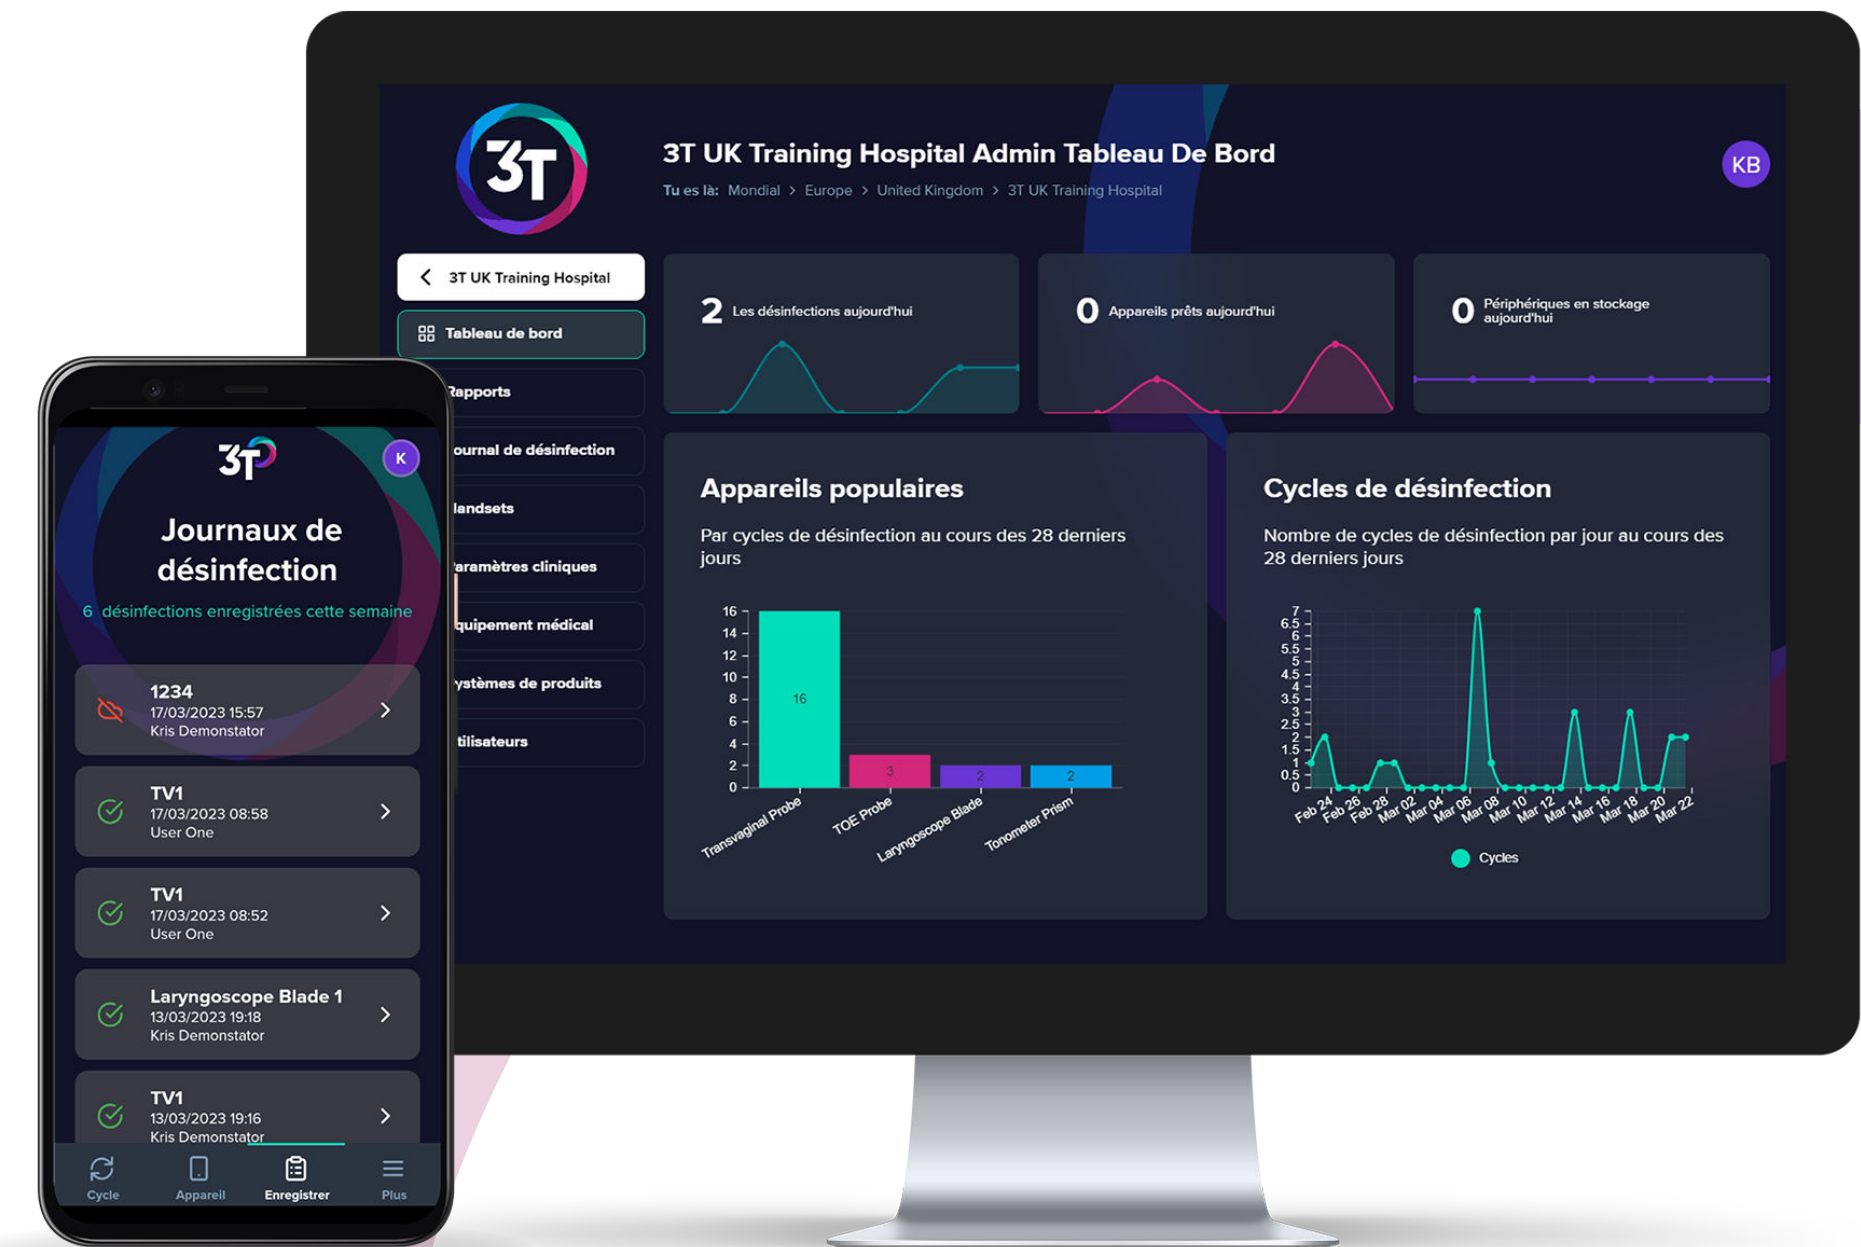 3T
3T UK Training Hospital Admin Tableau De Bord
Tu es là: Mondial > Europe > United Kingdom > 3T UK Training Hospital
KB
3T UK Training Hospital
Tableau de bord
Rapports
ournal de désinfection
andsets
aramètres cliniques
quipement médical
ystèmes de produits
tilisateurs
2 Les désinfections aujourd'hui
0 Appareils prêts aujourd'hui
0 Périphériques en stockage
aujourd'hui
Appareils populaires
Par cycles de désinfection au cours des 28 derniers
jours
16
14
12
10
8
6
4
2
0
16
3
2
2
Transvaginal Probe
TOE Probe
Laryngoscope Blade
Tonometer Prism
Cycles de désinfection
Nombre de cycles de désinfection par jour au cours des
28 derniers jours
7
6.5
6
5.5
5
4.5
4
3.5
3
2.5
2
1.5
1
0.5
0
Feb 24
Feb 26
Feb 28
Mar 02
Mar 04
Mar 06
Mar 08
Mar 10
Mar 12
Mar 14
Mar 16
Mar 18
Mar 20
Mar 22
Cycles
3T
K
Journaux de
désinfection
6 désinfections enregistrées cette semaine
1234
17/03/2023 15:57
Kris Demonstator
TV1
17/03/2023 08:58
User One
TV1
17/03/2023 08:52
User One
Laryngoscope Blade 1
13/03/2023 19:18
Kris Demonstator
TV1
13/03/2023 19:16
Kris Demonstator
Cycle
Appareil
Enregistrer
Plus